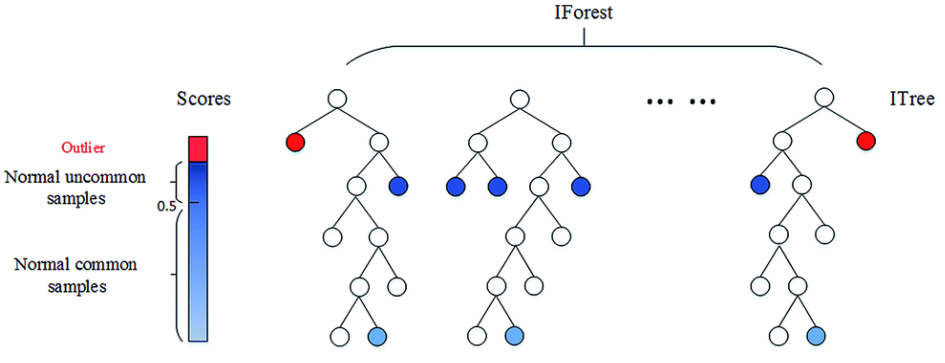 IForest
Scores
... ...
ITree
Outlier
Normal uncommon
samples
0.5
Normal common
samples